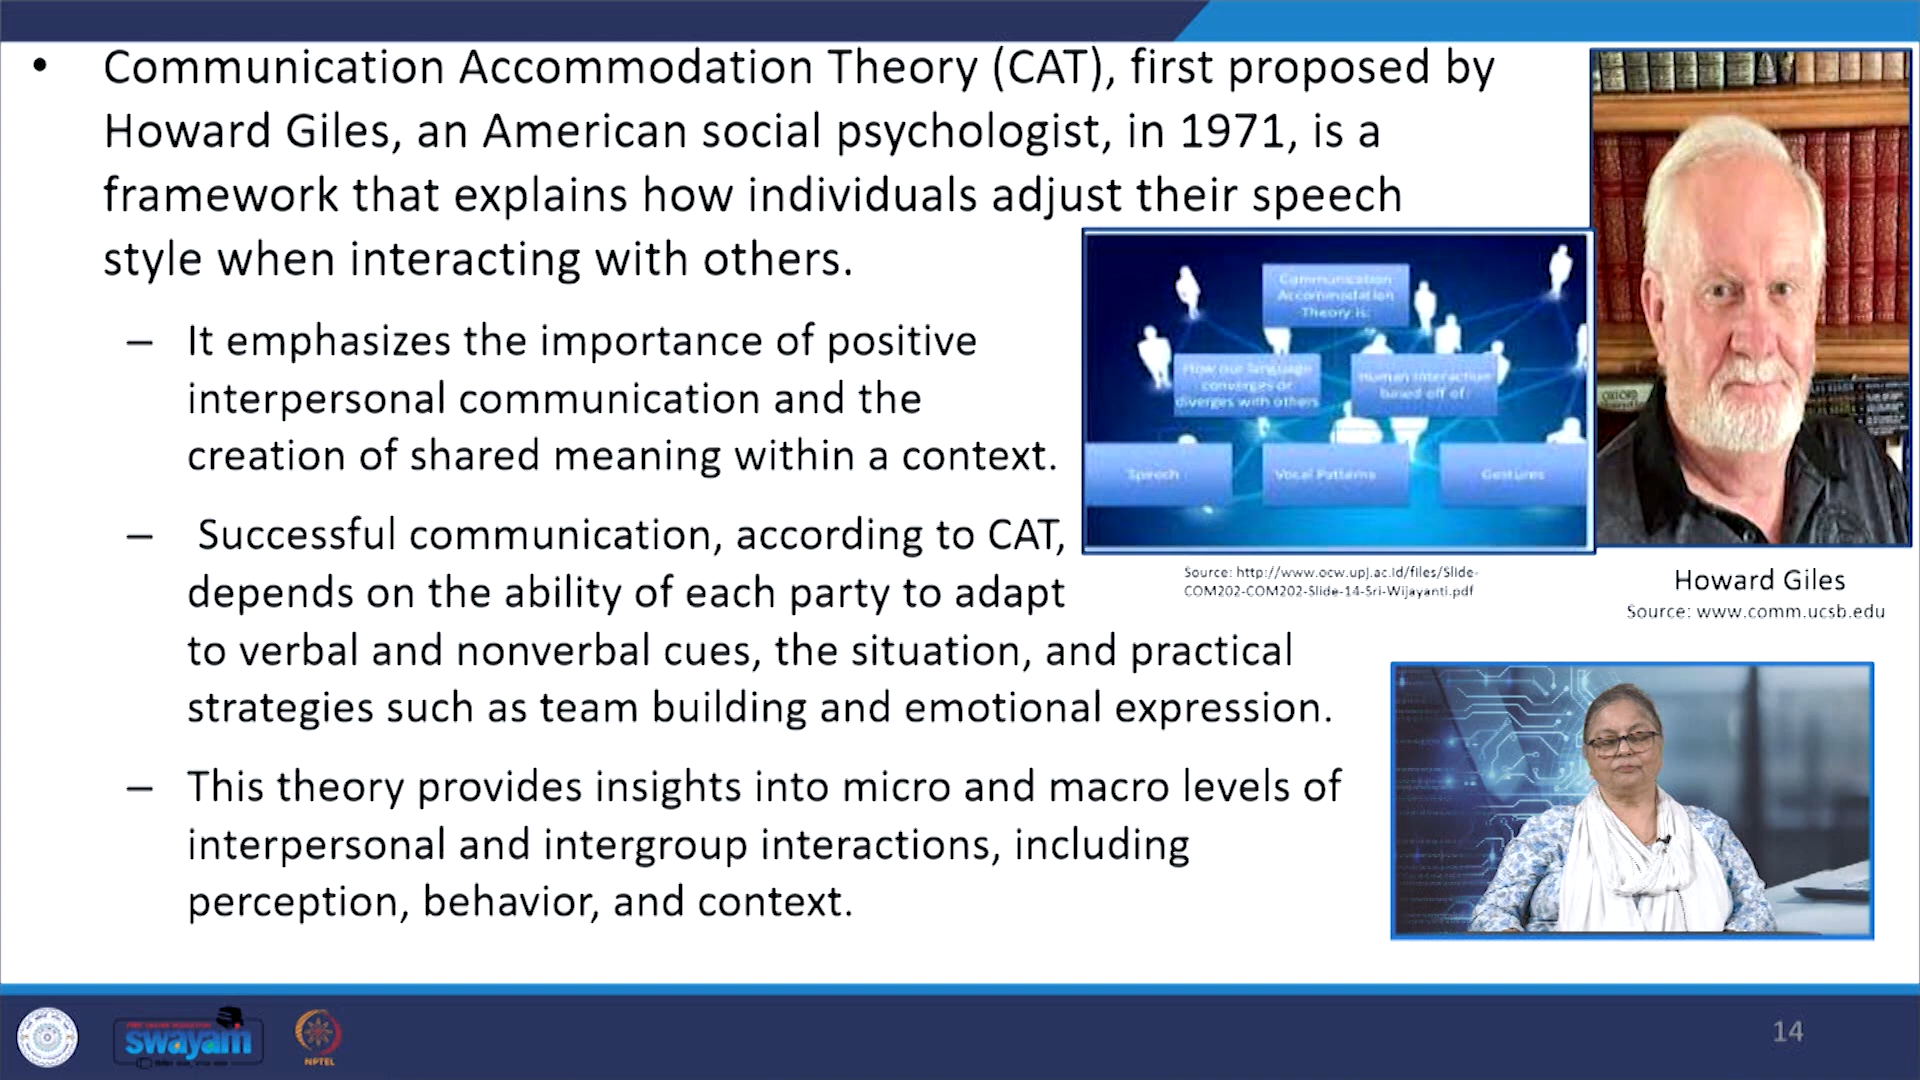 • Communication Accommodation Theory (CAT), first proposed by
Howard Giles, an American social psychologist, in 1971, is a
framework that explains how individuals adjust their speech
style when interacting with others.
– It emphasizes the importance of positive
interpersonal communication and the
creation of shared meaning within a context.
– Successful communication, according to CAT,
depends on the ability of each party to adapt
to verbal and nonverbal cues, the situation, and practical
strategies such as team building and emotional expression.
– This theory provides insights into micro and macro levels of
interpersonal and intergroup interactions, including
perception, behavior, and context.
Communication
Accommodation
Theory is:
How our language
converges or
diverges with others
Human interaction
based off of:
Speech
Vocal Patterns
Gestures
Source: http://www.ocw.upj.ac.id/files/Slide-
COM202-COM202-Slide-14-Sri-Wijayanti.pdf
OXFORD
Howard Giles
Source: www.comm.ucsb.edu
swayam
NPTEL
14